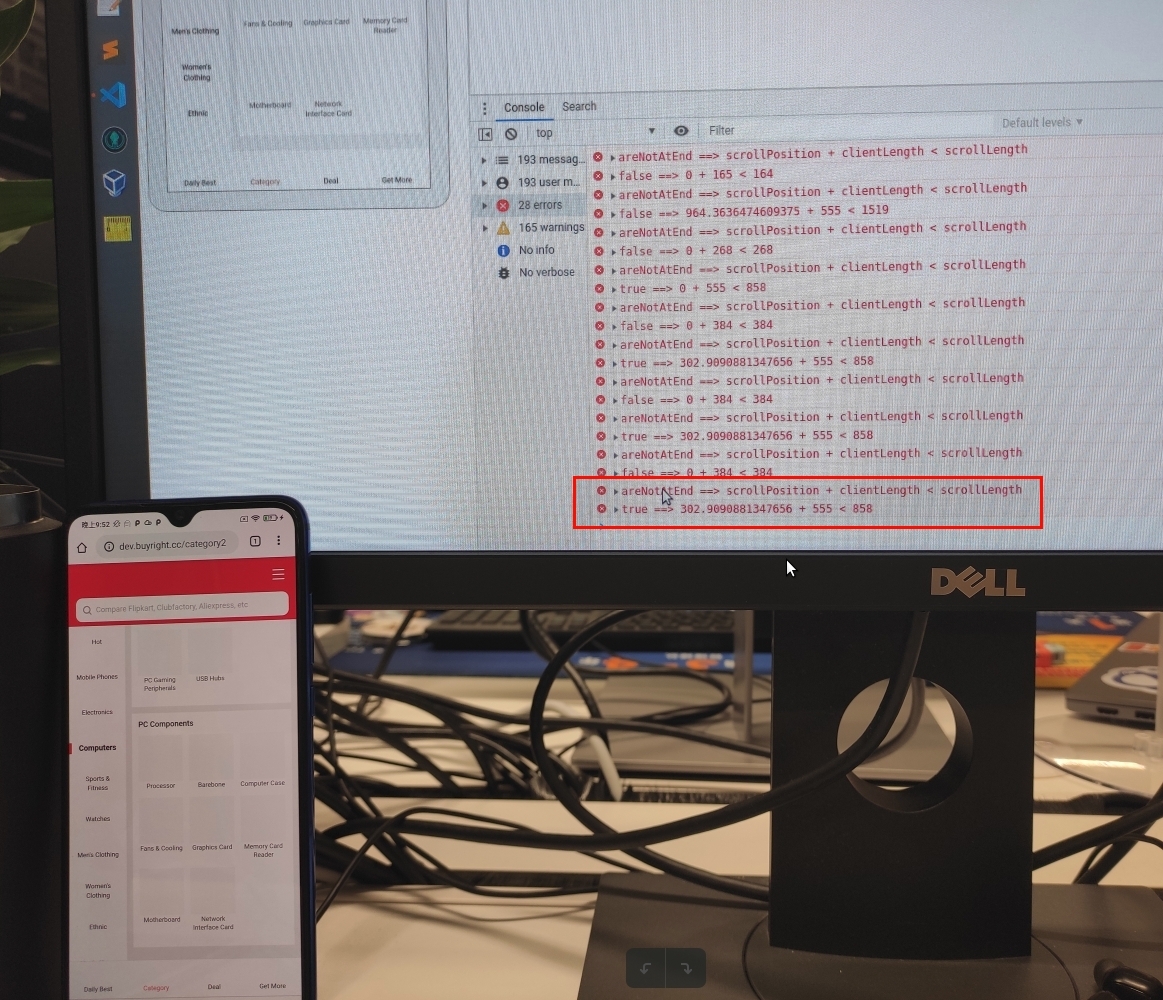 Men's Clothing
Fans & Cooling
Graphics Card
Memory Card
Reader
Women's
Clothing
Ethnic
Motherboard
Network
Interface Card
Daily Best
Category
Deal
Get More
Console Search
top
Filter
Default levels ▼
193 messag...
193 user m...
28 errors
165 warnings
No info
No verbose
areNotAtEnd ==> scrollPosition + clientLength < scrollLength
false ==> 0 + 165 < 164
areNotAtEnd ==> scrollPosition + clientLength < scrollLength
false ==> 964.3636474609375 + 555 < 1519
areNotAtEnd ==> scrollPosition + clientLength < scrollLength
false ==> 0 + 268 < 268
areNotAtEnd ==> scrollPosition + clientLength < scrollLength
true ==> 0 + 555 < 858
areNotAtEnd ==> scrollPosition + clientLength < scrollLength
false ==> 0 + 384 < 384
areNotAtEnd ==> scrollPosition + clientLength < scrollLength
true ==> 302.9090881347656 + 555 < 858
areNotAtEnd ==> scrollPosition + clientLength < scrollLength
false ==> 0 + 384 < 384
areNotAtEnd ==> scrollPosition + clientLength < scrollLength
true ==> 302.9090881347656 + 555 < 858
areNotAtEnd ==> scrollPosition + clientLength < scrollLength
false ==> 0 + 384 < 384
areNotAtEnd ==> scrollPosition + clientLength < scrollLength
true ==> 302.9090881347656 + 555 < 858
DELL
晚上9:52
dev.buyright.cc/category2
1
Compare Flipkart, Clubfactory, Aliexpress, etc
Hot
Mobile Phones
Electronics
Computers
Sports &
Fitness
Watches
Men's Clothing
Women's
Clothing
Ethnic
PC Gaming
Peripherals
USB Hubs
PC Components
Processor
Barebone
Computer Case
Fans & Cooling
Graphics Card
Memory Card
Reader
Motherboard
Network
Interface Card
Daily Best
Category
Deal
Get More